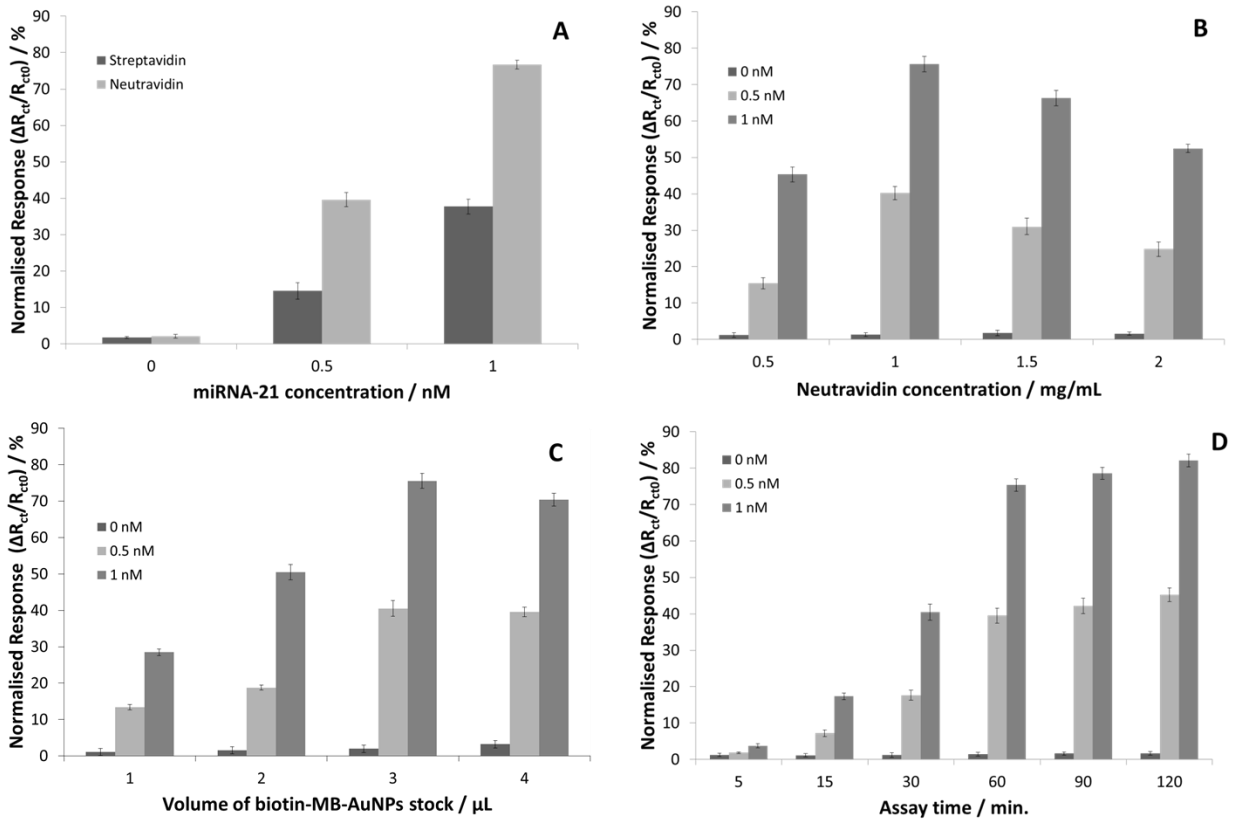 A
Normalised Response (ΔRct/Rct0) / %
90
80
70
60
50
40
30
20
10
0
Streptavidin
Neutravidin
0 0.5 1
miRNA-21 concentration / nM
B
Normalised Response (ΔRct/Rct0) / %
90
80
70
60
50
40
30
20
10
0
0 nM
0.5 nM
1 nM
0.5 1 1.5 2
Neutravidin concentration / mg/mL
C
Normalised Response (ΔRct/Rct0) / %
90
80
70
60
50
40
30
20
10
0
0 nM
0.5 nM
1 nM
1 2 3 4
Volume of biotin-MB-AuNPs stock / µL
D
Normalised Response (ΔRct/Rct0) / %
90
80
70
60
50
40
30
20
10
0
0 nM
0.5 nM
1 nM
5 15 30 60 90 120
Assay time / min.